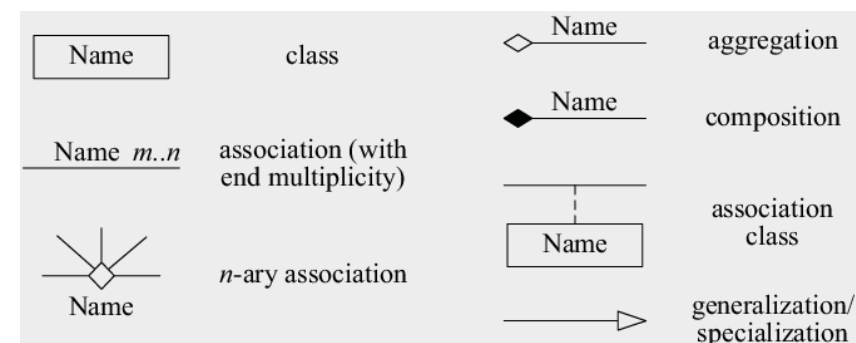 Name
class
Name m..n
association (with
end multiplicity)
Name
n-ary association
Name
aggregation
Name
composition
Name
association
class
generalization/
specialization